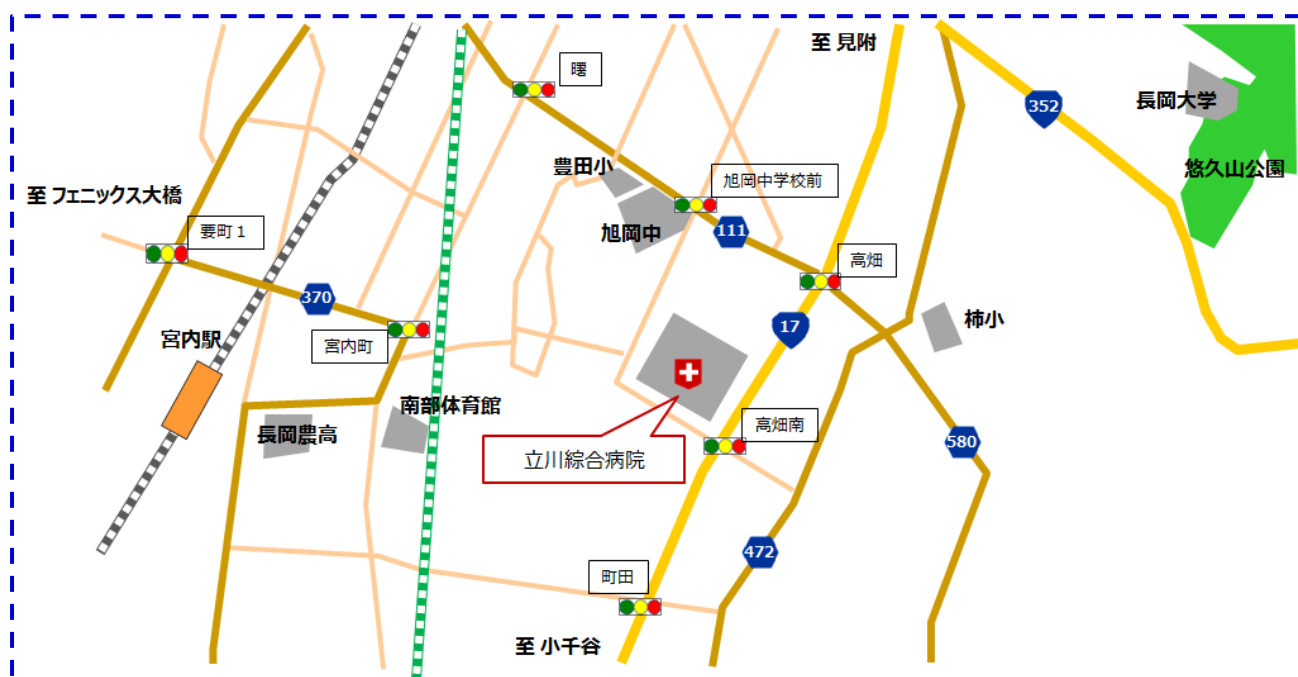 至 見附
曙
352
長岡大学
豊田小
悠久山公園
旭岡中学校前
至 フェニックス大橋
要町１
旭岡中
111
高畑
370
17
柿小
宮内駅
宮内町
南部体育館
高畑南
長岡農高
580
立川綜合病院
472
町田
至 小千谷